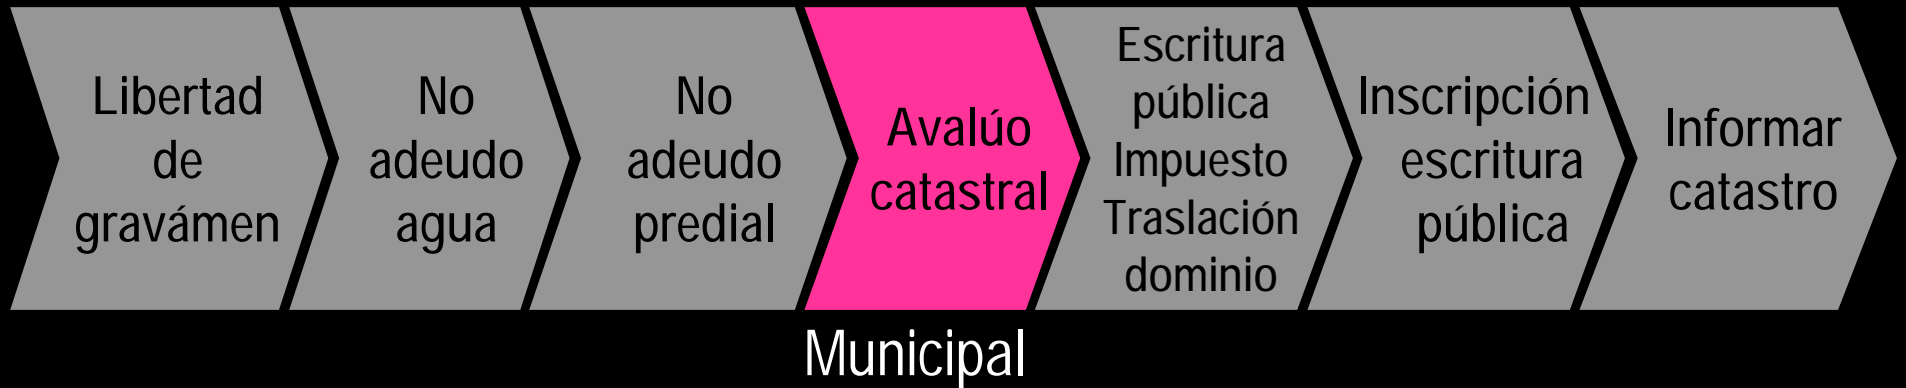 Libertad
de
gravámen
No
adeudo
agua
No
adeudo
predial
Avalúo
catastral
Escritura
pública
Impuesto
Traslación
dominio
Inscripción
escritura
pública
Informar
catastro
Municipal